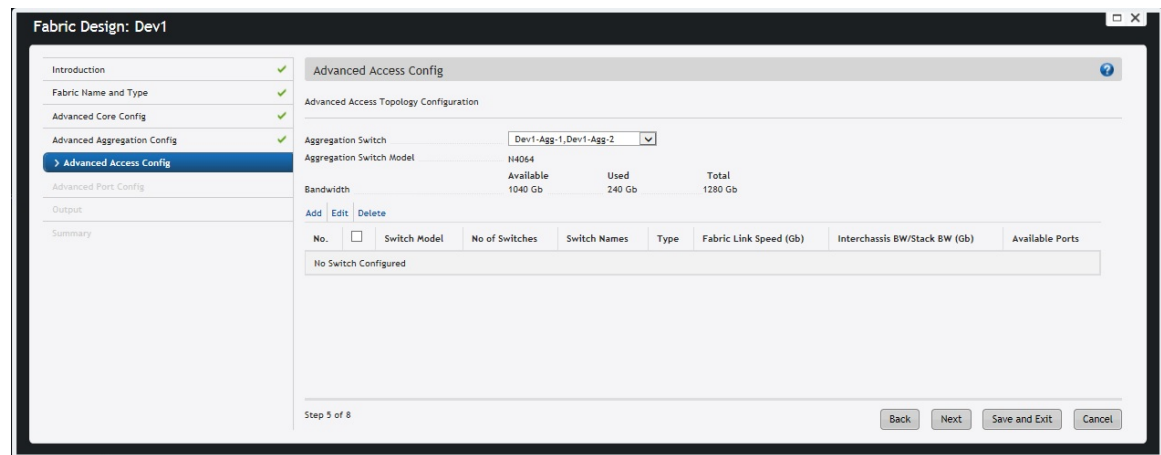 Fabric Design: Dev1
Introduction
Fabric Name and Type
Advanced Core Config
Advanced Aggregation Config
> Advanced Access Config
Advanced Port Config
Output
Summary
Advanced Access Config
Advanced Access Topology Configuration
Aggregation Switch Dev1-Agg-1,Dev1-Agg-2
Aggregation Switch Model N4064
Available Used Total
Bandwidth 1040 Gb 240 Gb 1280 Gb
Add Edit Delete
No. Switch Model No of Switches Switch Names Type Fabric Link Speed (Gb) Interchassis BW/Stack BW (Gb) Available Ports
No Switch Configured
Step 5 of 8 Back Next Save and Exit Cancel